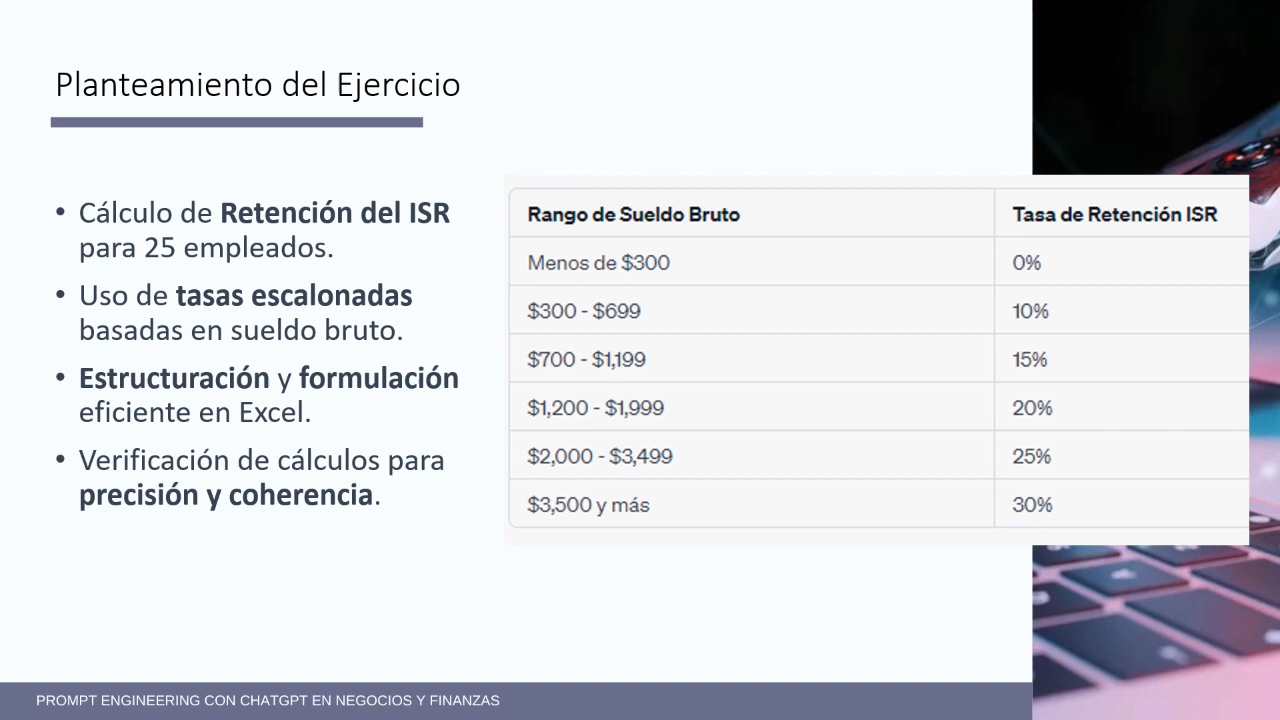 Planteamiento del Ejercicio
• Cálculo de Retención del ISR
para 25 empleados.
• Uso de tasas escalonadas
basadas en sueldo bruto.
• Estructuración y formulación
eficiente en Excel.
• Verificación de cálculos para
precisión y coherencia.
Rango de Sueldo Bruto Tasa de Retención ISR
Menos de $300 0%
$300 - $699 10%
$700 - $1,199 15%
$1,200 - $1,999 20%
$2,000 - $3,499 25%
$3,500 y más 30%
PROMPT ENGINEERING CON CHATGPT EN NEGOCIOS Y FINANZAS